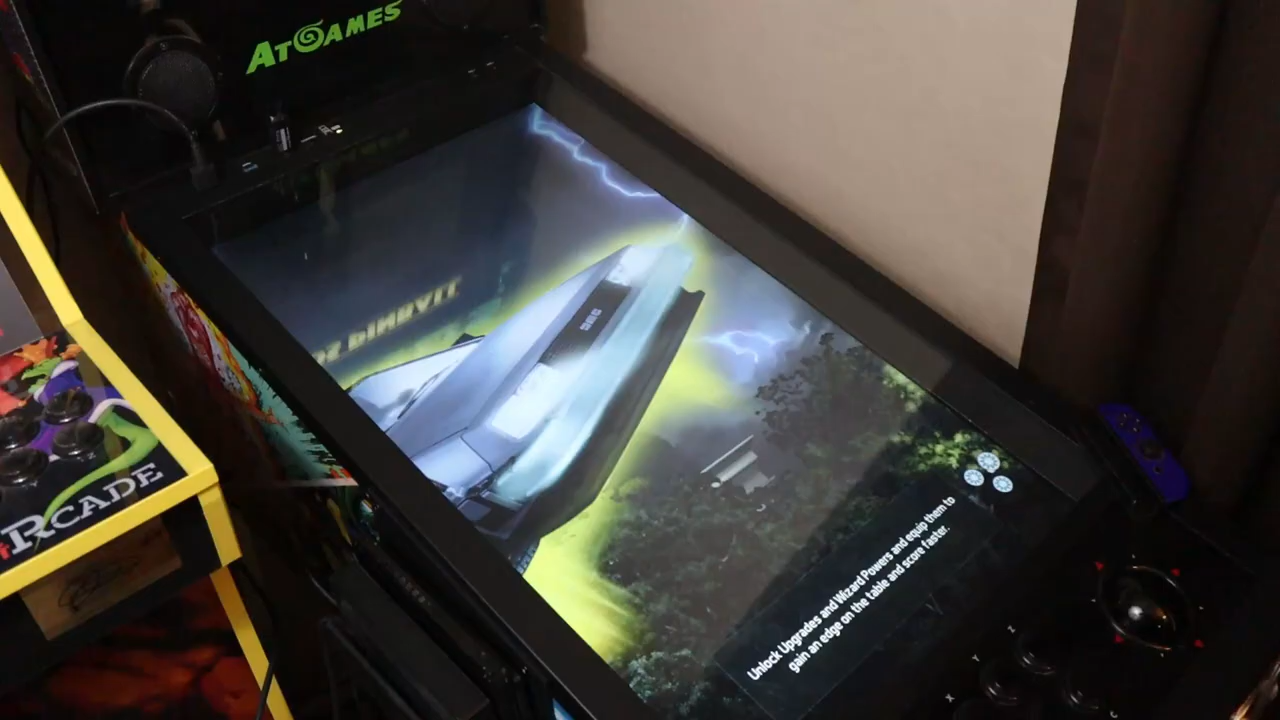 ATGAMES
RCADE
Unlock Upgrades and Wizard Powers and equip them to
gain an edge on the table and score faster.
Z
Y
X
C